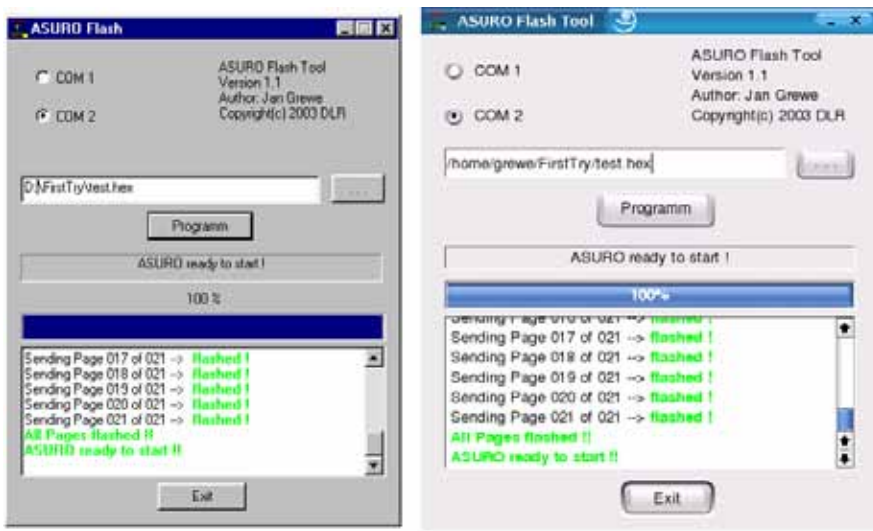 ASURO Flash
COM 1
COM 2
ASURO Flash Tool
Version 1.1
Author: Jan Grewe
Copyright(c) 2003 DLR
D:\FirstTry\test.hex
...
Programm
ASURO ready to start !
100 %
Sending Page 017 of 021 --> flashed !
Sending Page 018 of 021 --> flashed !
Sending Page 019 of 021 --> flashed !
Sending Page 020 of 021 --> flashed !
Sending Page 021 of 021 --> flashed !
All Pages flashed !!
ASURO ready to start !!
Exit
ASURO Flash Tool
COM 1
COM 2
ASURO Flash Tool
Version 1.1
Author: Jan Grewe
Copyright(c) 2003 DLR
/home/grewe/FirstTry/test.hex
...
Programm
ASURO ready to start !
100%
Sending Page 016 of 021 --> flashed !
Sending Page 017 of 021 --> flashed !
Sending Page 018 of 021 --> flashed !
Sending Page 019 of 021 --> flashed !
Sending Page 020 of 021 --> flashed !
Sending Page 021 of 021 --> flashed !
All Pages flashed !!
ASURO ready to start !!
Exit